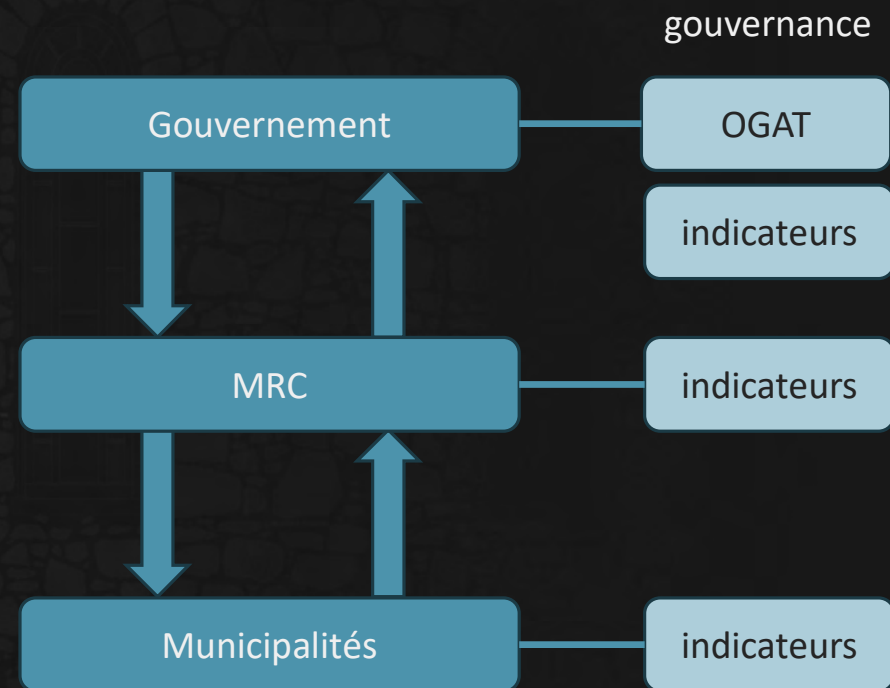 gouvernance
Gouvernement
OGAT
indicateurs
MRC
indicateurs
Municipalités
indicateurs